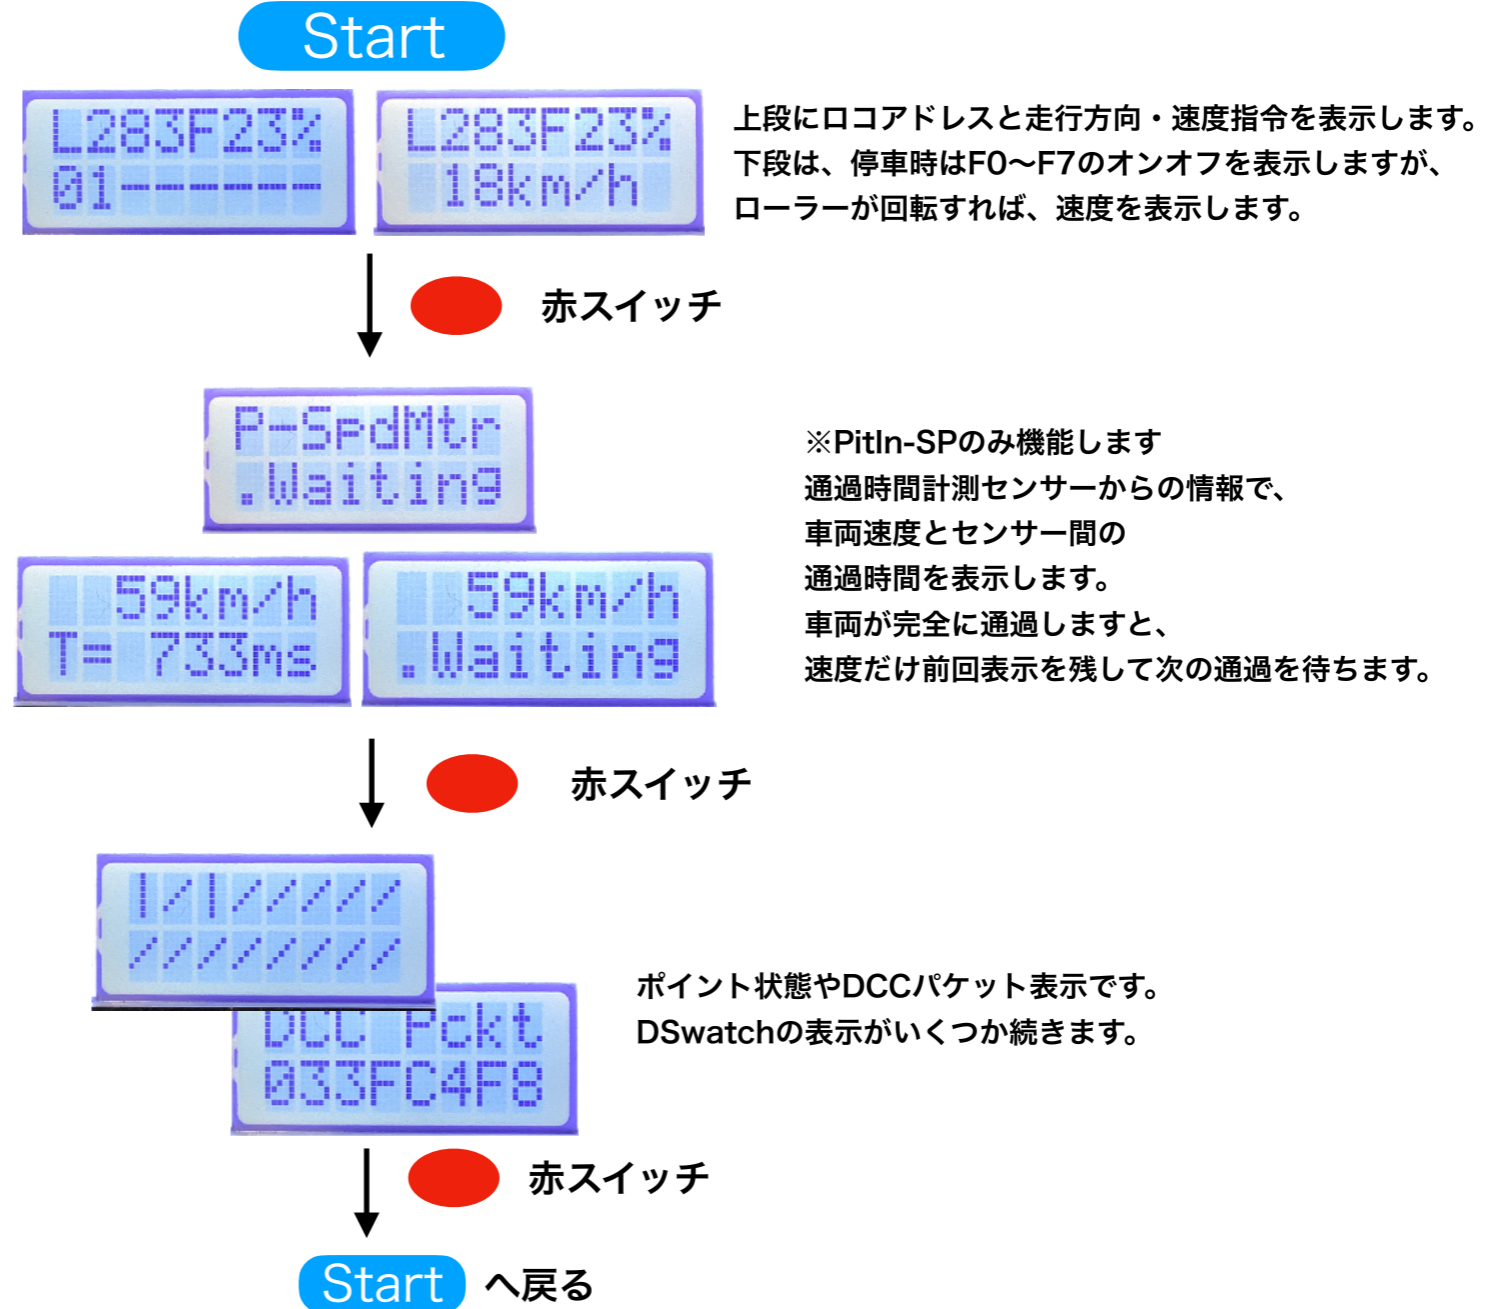 Start
L283F23%
01------
L283F23%
18km/h
上段にロコアドレスと走行方向・速度指令を表示します。
下段は、停車時はF0〜F7のオンオフを表示しますが、
ローラーが回転すれば、速度を表示します。
赤スイッチ
P-SpdMtr
.Waiting
59km/h
T= 733ms
59km/h
.Waiting
※PitIn-SPのみ機能します
通過時間計測センサーからの情報で、
車両速度とセンサー間の
通過時間を表示します。
車両が完全に通過しますと、
速度だけ前回表示を残して次の通過を待ちます。
赤スイッチ
|/|/////
////////
DCC Pckt
033FC4F8
ポイント状態やDCCパケット表示です。
DSwatchの表示がいくつか続きます。
赤スイッチ
Start へ戻る